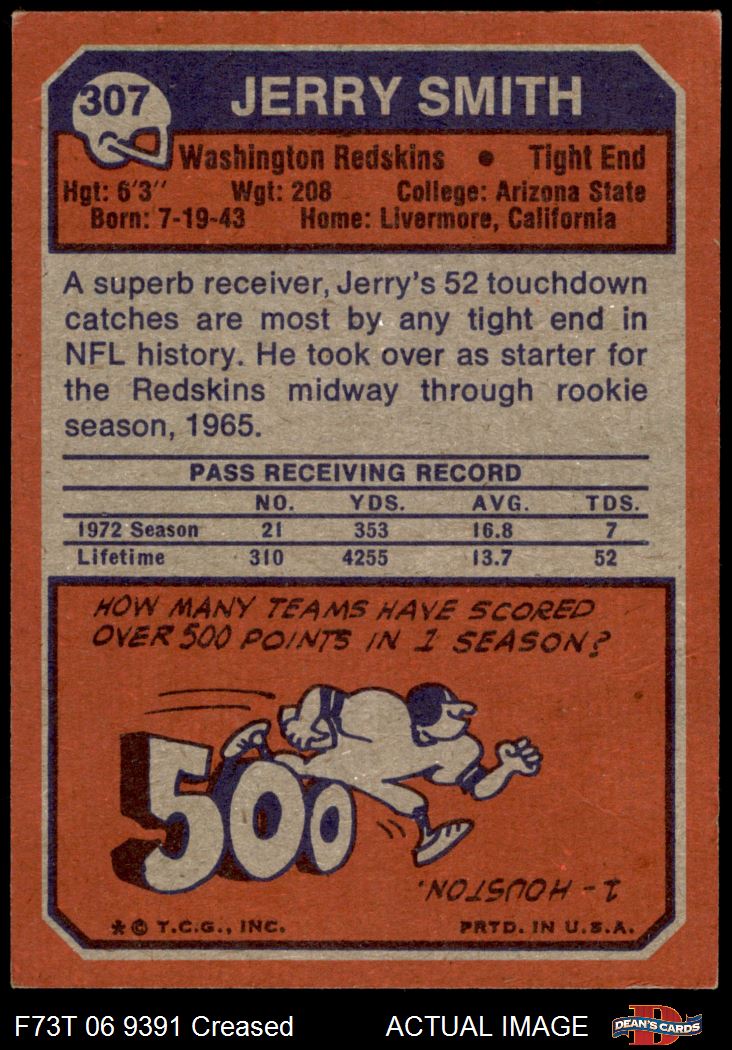 307
JERRY SMITH
Washington Redskins • Tight End
Hgt: 6'3" Wgt: 208 College: Arizona State
Born: 7-19-43 Home: Livermore, California
A superb receiver, Jerry's 52 touchdown
catches are most by any tight end in
NFL history. He took over as starter for
the Redskins midway through rookie
season, 1965.
PASS RECEIVING RECORD
NO. YDS. AVG. TDS.
1972 Season 21 353 16.8 7
Lifetime 310 4255 13.7 52
HOW MANY TEAMS HAVE SCORED
OVER 500 POINTS IN 1 SEASON?
500
1 - HOUSTON.
* © T.C.G., INC. PRTD. IN U.S.A.
F73T 06 9391 Creased ACTUAL IMAGE DEAN'S CARDS